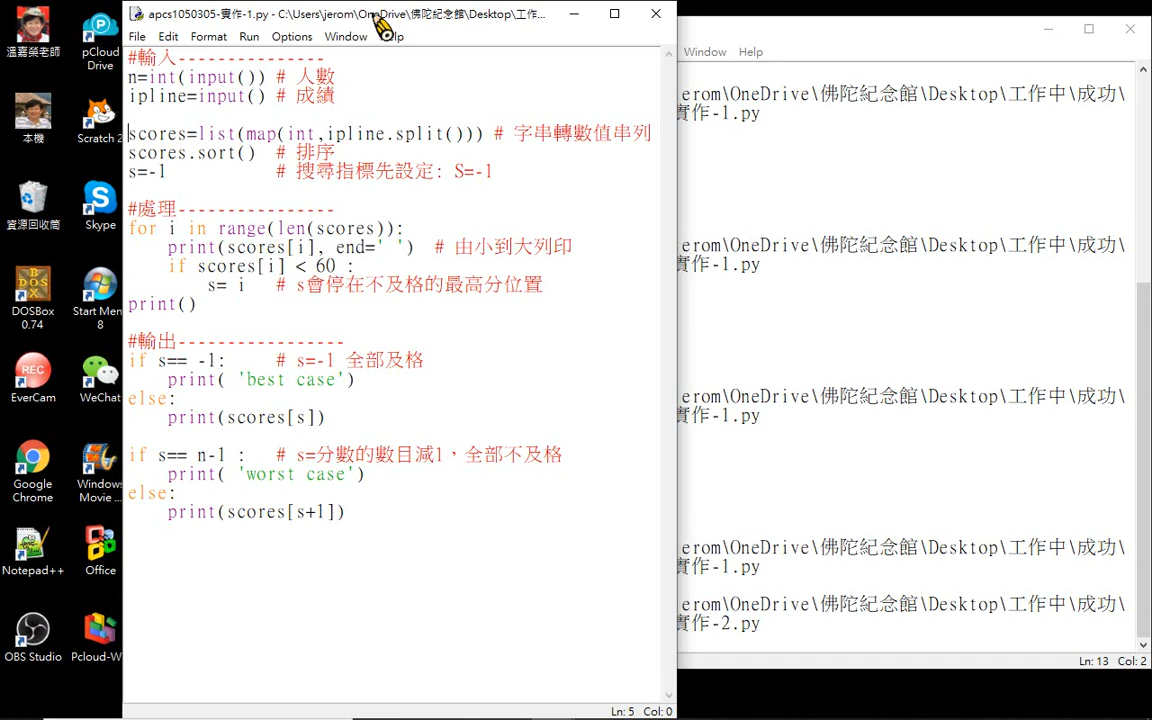 溫嘉榮老師
pCloud Drive
本機
Scratch 2
資源回收筒
Skype
DOSBox 0.74
Start Men 8
EverCam
WeChat
Google Chrome
Windows Movie ...
Notepad++
Office
OBS Studio
Pcloud-W
apcs1050305-實作-1.py - C:\Users\jerom\OneDrive\佛陀紀念館\Desktop\工作...
File Edit Format Run Options Window Help
#輸入---------------
n=int(input()) # 人數
ipline=input() # 成績
scores=list(map(int,ipline.split())) # 字串轉數值串列
scores.sort() # 排序
s=-1 # 搜尋指標先設定: S=-1
#處理----------------
for i in range(len(scores)):
print(scores[i], end=' ') # 由小到大列印
if scores[i] < 60 :
s= i # s會停在不及格的最高分位置
print()
#輸出-----------------
if s== -1: # s=-1 全部及格
print( 'best case')
else:
print(scores[s])
if s== n-1 : # s=分數的數目減1，全部不及格
print( 'worst case')
else:
print(scores[s+1])
Ln: 5 Col: 0
Window Help
erom\OneDrive\佛陀紀念館\Desktop\工作中\成功\
實作-1.py
erom\OneDrive\佛陀紀念館\Desktop\工作中\成功\
實作-1.py
erom\OneDrive\佛陀紀念館\Desktop\工作中\成功\
實作-1.py
erom\OneDrive\佛陀紀念館\Desktop\工作中\成功\
實作-1.py
erom\OneDrive\佛陀紀念館\Desktop\工作中\成功\
實作-2.py
Ln: 13 Col: 2